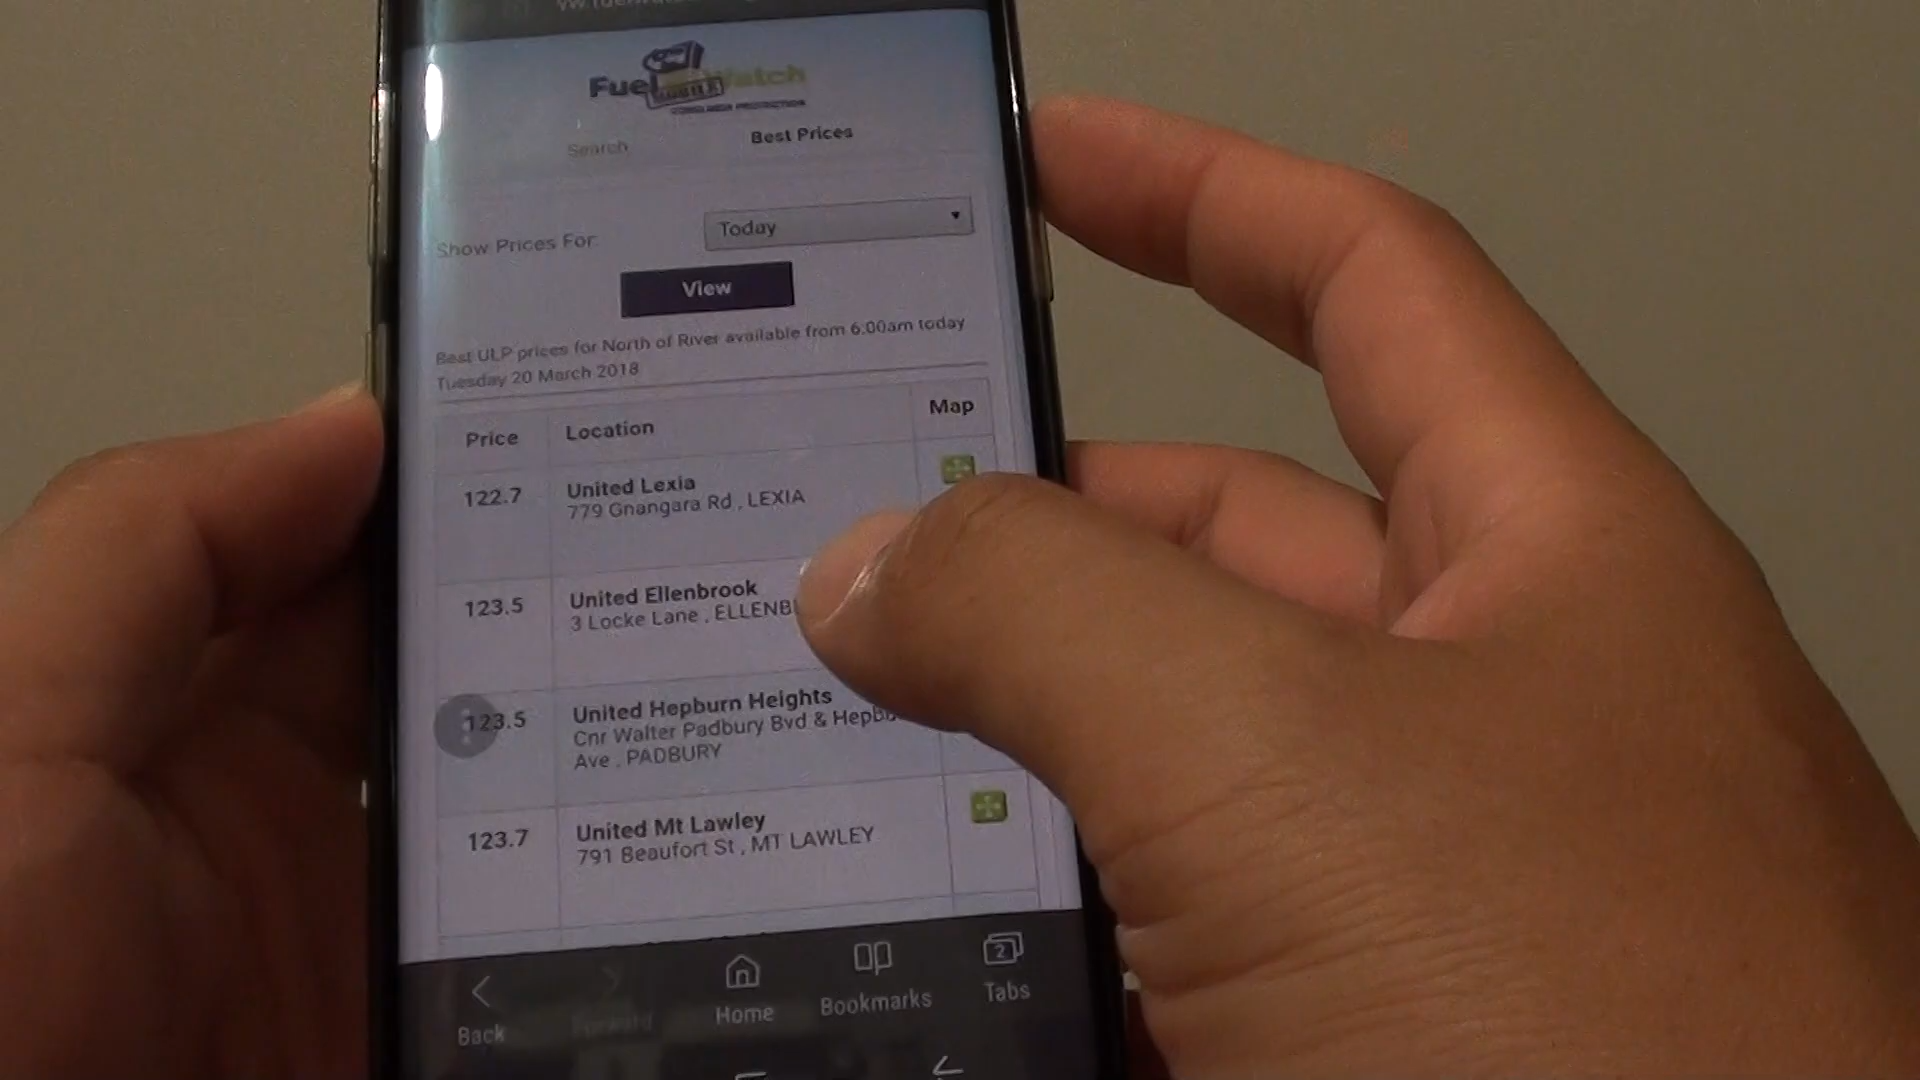 Fuel Watch
Search
Best Prices
Show Prices For:
Today
View
Best ULP prices for North of River available from 6:00am today
Tuesday 20 March 2018
Price
Location
Map
122.7
United Lexia
779 Gnangara Rd , LEXIA
123.5
United Ellenbrook
3 Locke Lane , ELLENB
123.5
United Hepburn Heights
Cnr Walter Padbury Bvd & Hepbu
Ave , PADBURY
123.7
United Mt Lawley
791 Beaufort St , MT LAWLEY
Back
Forward
Home
Bookmarks
2
Tabs